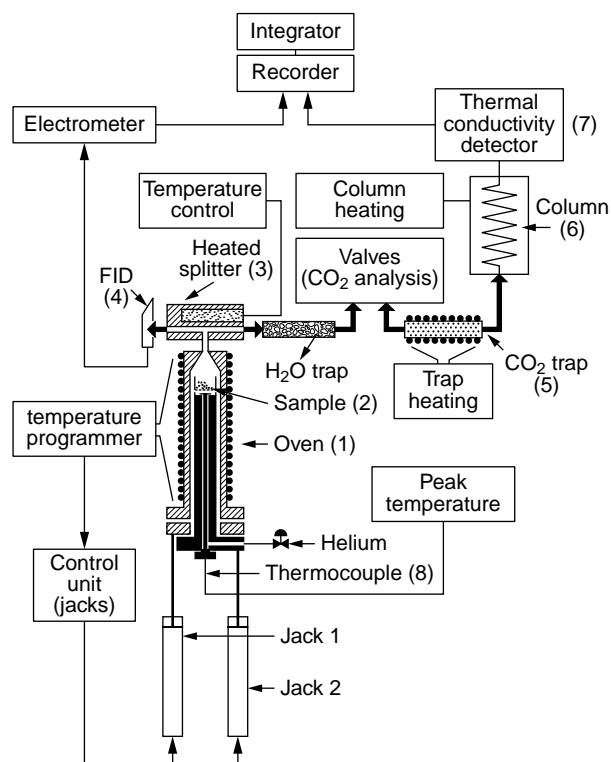 Integrator
Recorder
Electrometer
Thermal
conductivity
detector
(7)
Temperature
control
Column
heating
Column
(6)
Heated
splitter (3)
Valves
(CO₂ analysis)
FID
(4)
H₂O trap
CO₂ trap
(5)
Trap
heating
Sample (2)
temperature
programmer
Oven (1)
Peak
temperature
Helium
Control
unit
(jacks)
Thermocouple (8)
Jack 1
Jack 2